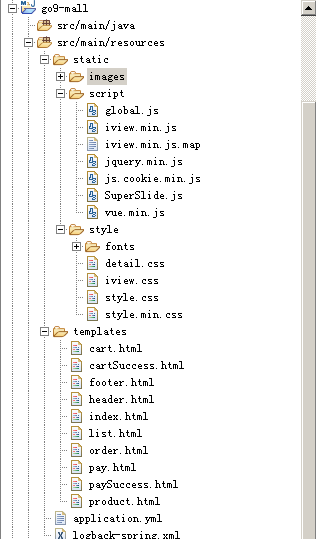 go9-mall
src/main/java
src/main/resources
static
images
script
global.js
iview.min.js
iview.min.js.map
jquery.min.js
js.cookie.min.js
SuperSlide.js
vue.min.js
style
fonts
detail.css
iview.css
style.css
style.min.css
templates
cart.html
cartSuccess.html
footer.html
header.html
index.html
list.html
order.html
pay.html
paySuccess.html
product.html
application.yml
logback-spring.xml